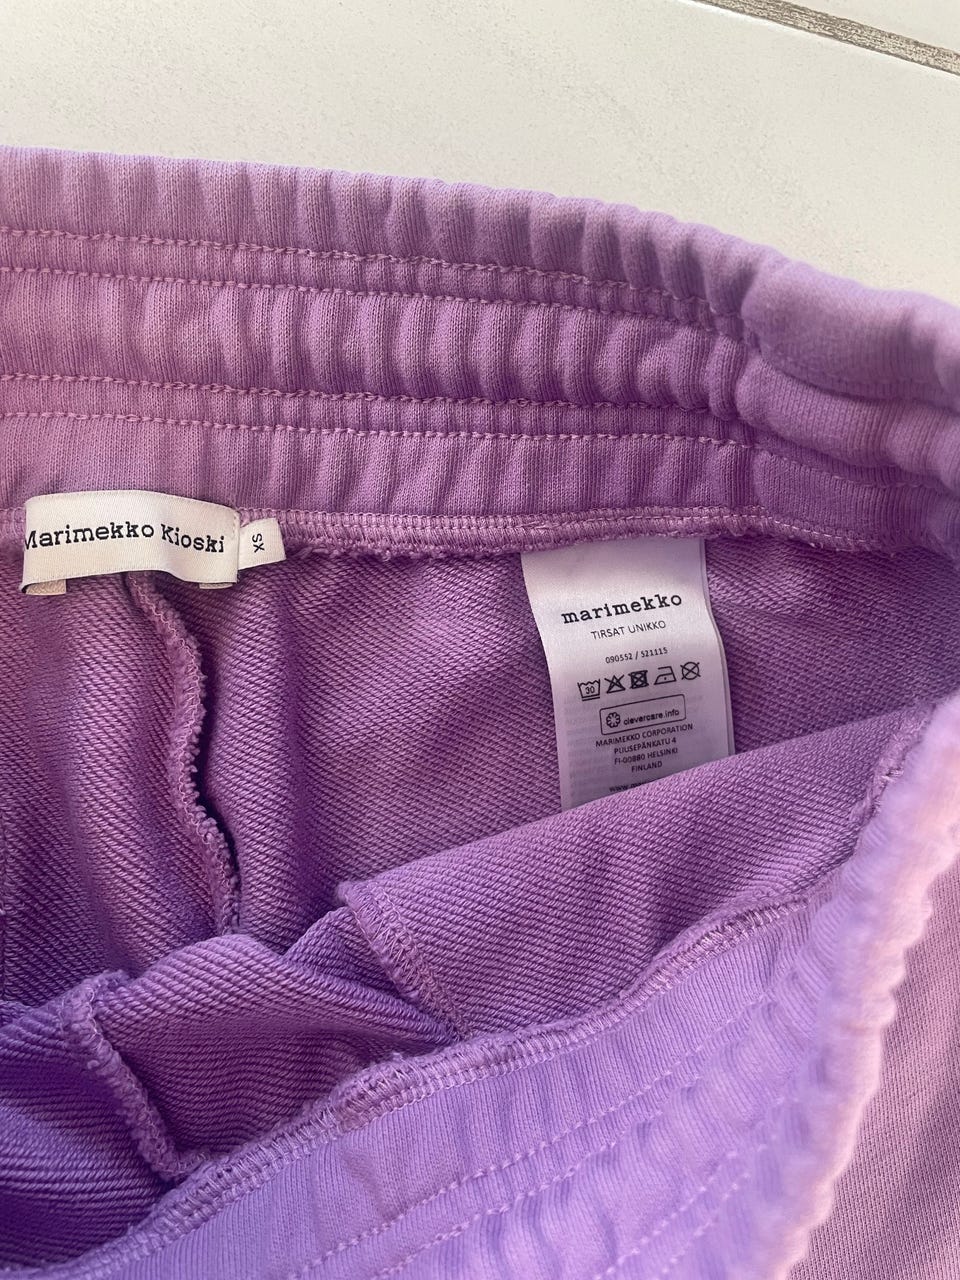 Marimekko Kioski
XS
marimekko
TIRSAT UNIKKO
090552 / 521115
30
clevercare.info
MARIMEKKO CORPORATION
PUUSEPÄNKATU 4
FI-00880 HELSINKI
FINLAND